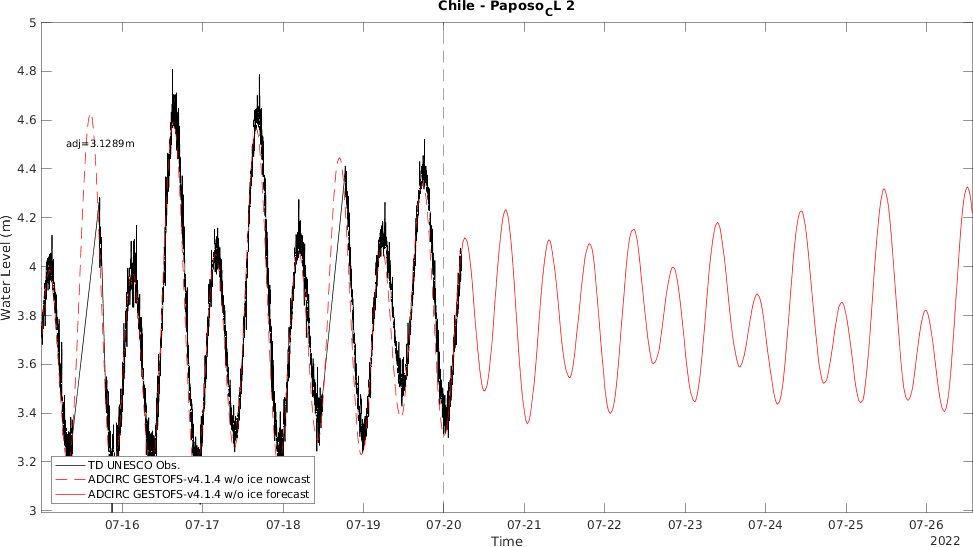 Chile - Paposo_CL 2
5
4.8
4.6
adj=3.1289m
4.4
4.2
4
3.8
3.6
3.4
3.2
3
Water Level (m)
TD UNESCO Obs.
ADCIRC GESTOFS-v4.1.4 w/o ice nowcast
ADCIRC GESTOFS-v4.1.4 w/o ice forecast
07-16 07-17 07-18 07-19 07-20 07-21 07-22 07-23 07-24 07-25 07-26
Time
2022